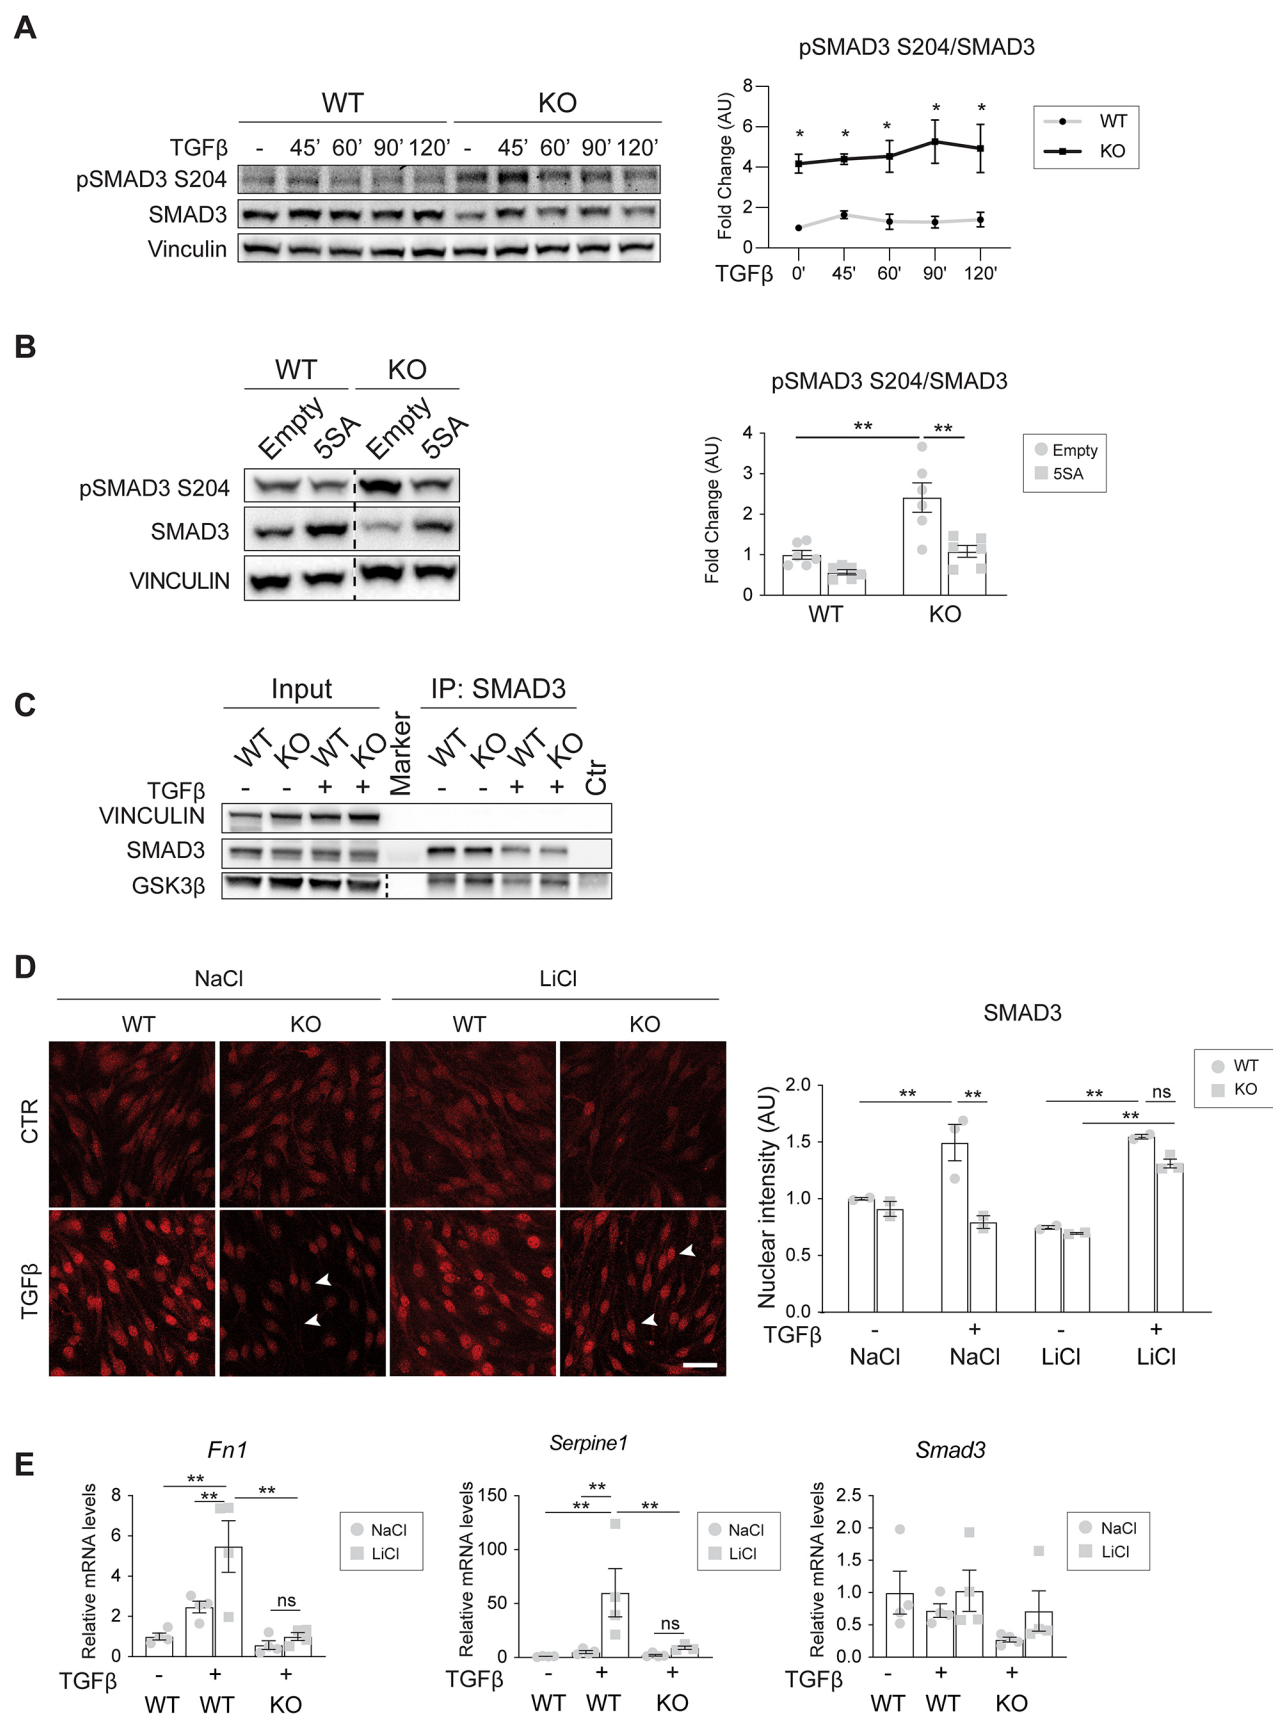 A
WT KO
TGFβ - 45’ 60’ 90’ 120’ - 45’ 60’ 90’ 120’
pSMAD3 S204
SMAD3
Vinculin
pSMAD3 S204/SMAD3
Fold Change (AU)
8
6
4
2
0
* * * * *
TGFβ 0' 45' 60' 90' 120'
WT
KO
B
WT KO
Empty 5SA Empty 5SA
pSMAD3 S204
SMAD3
VINCULIN
pSMAD3 S204/SMAD3
Fold Change (AU)
4
3
2
1
0
** **
WT KO
Empty
5SA
C
Input IP: SMAD3
WT KO WT KO Marker WT KO WT KO Ctr
TGFβ - - + + - - + +
VINCULIN
SMAD3
GSK3β
D
NaCl LiCl
WT KO WT KO
CTR
TGFβ
SMAD3
Nuclear intensity (AU)
2.0
1.5
1.0
0.5
0.0
** ** ** ns
**
TGFβ - + - +
NaCl NaCl LiCl LiCl
WT
KO
E
Fn1
Relative mRNA levels
8
6
4
2
0
**
** **
ns
TGFβ - + +
WT WT KO
NaCl
LiCl
Serpine1
Relative mRNA levels
150
100
50
0
**
** **
ns
TGFβ - + +
WT WT KO
NaCl
LiCl
Smad3
Relative mRNA levels
2.5
2.0
1.5
1.0
0.5
0.0
TGFβ - + +
WT WT KO
NaCl
LiCl